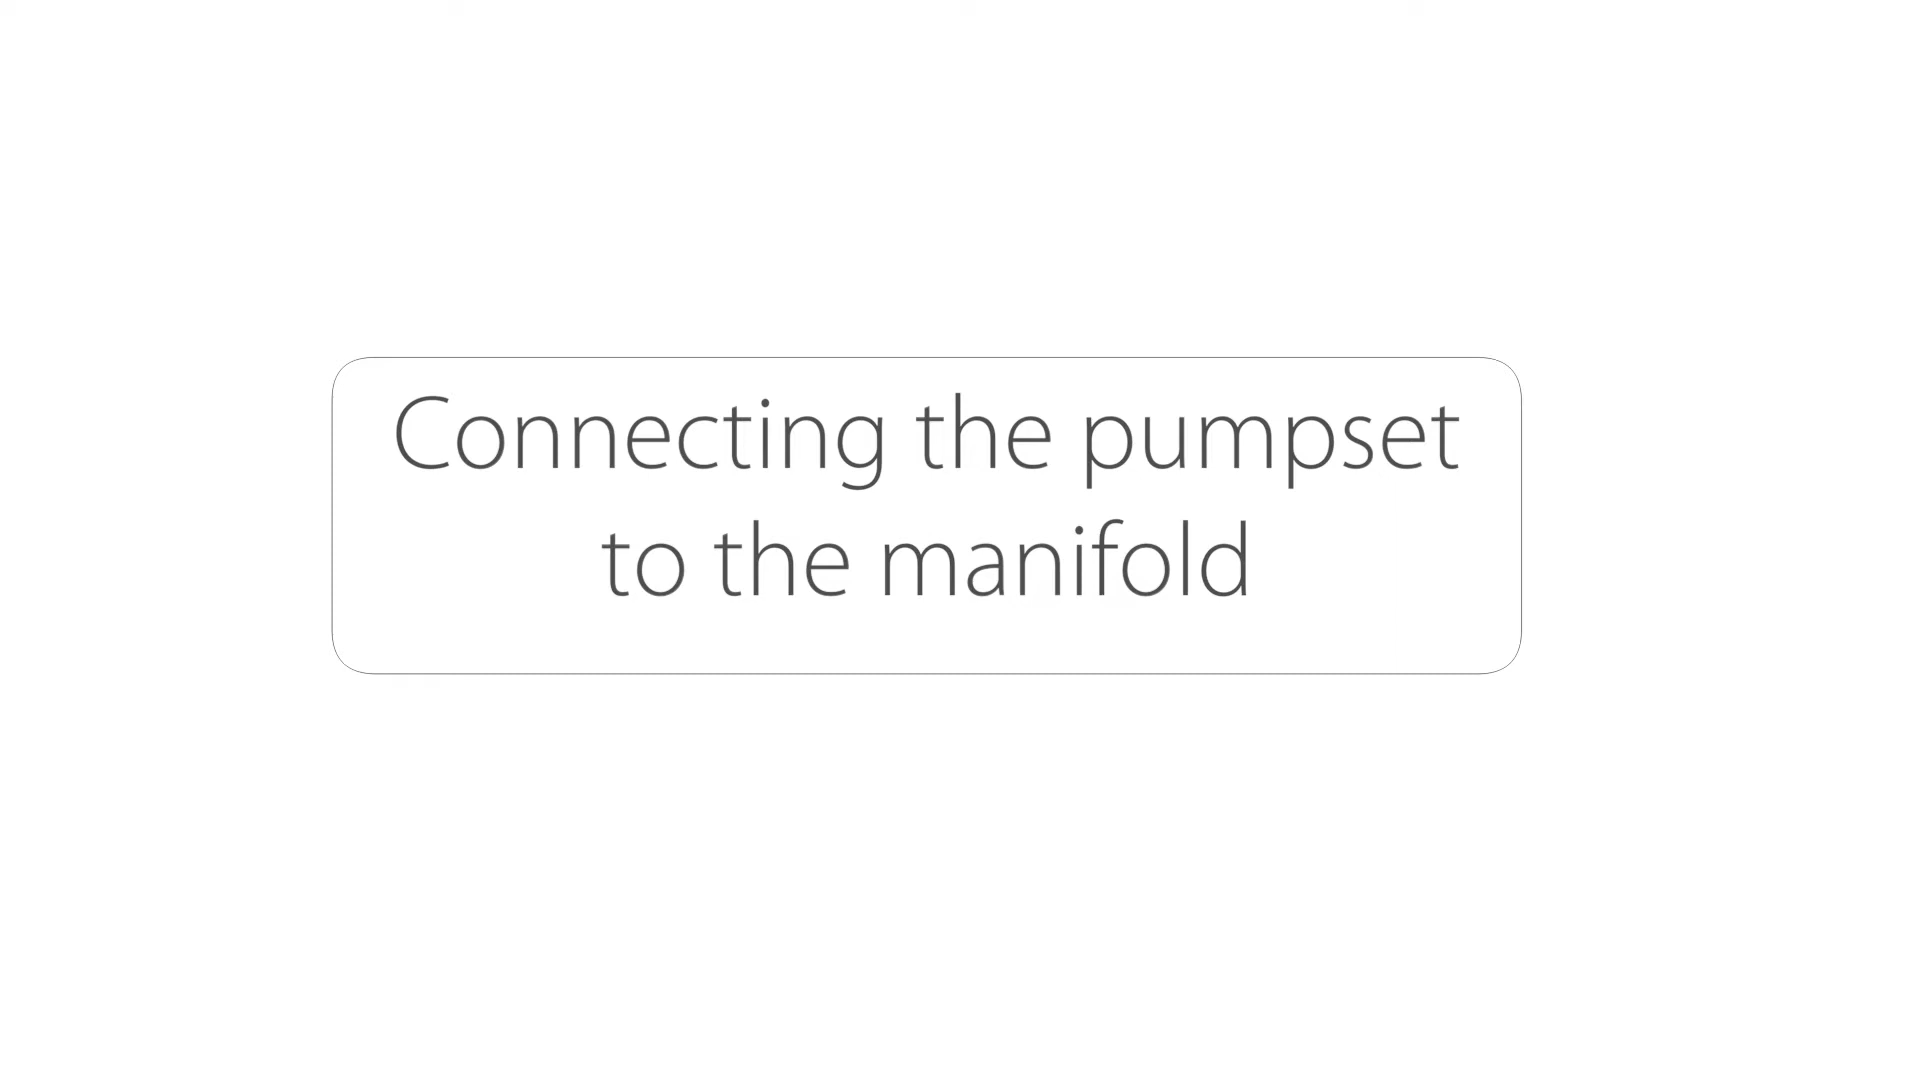 Connecting the pumpset
to the manifold